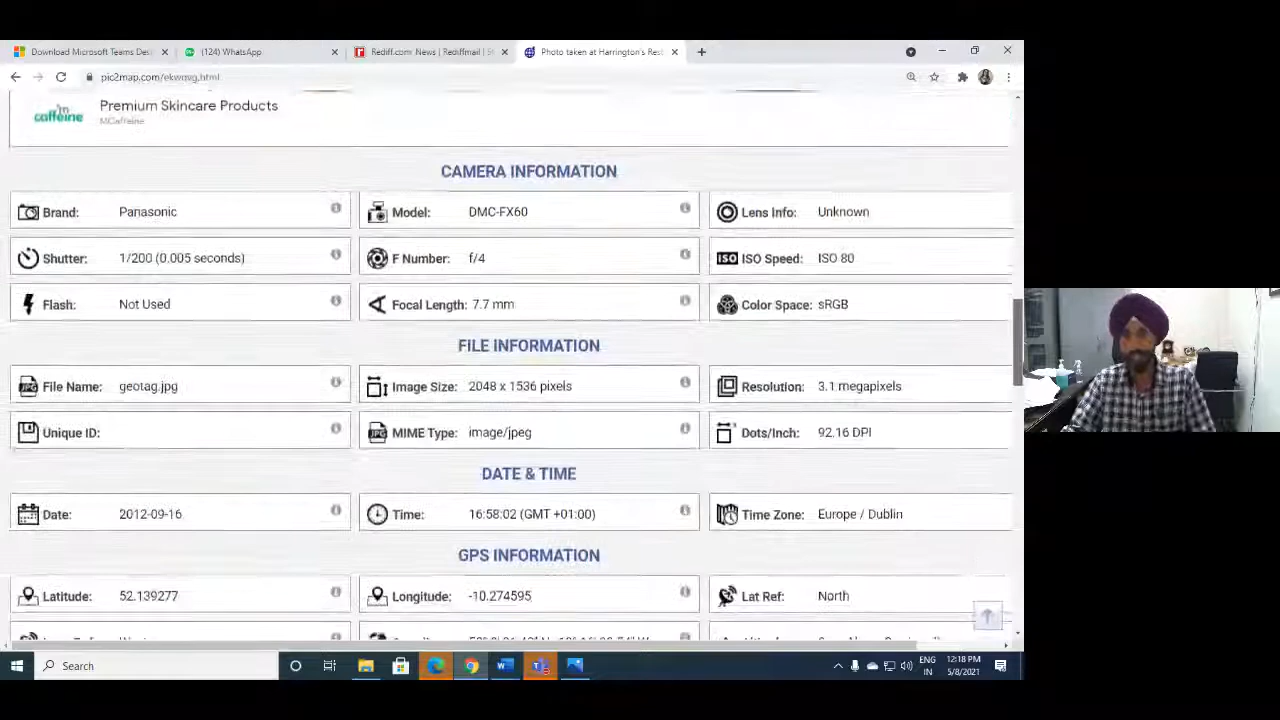 Download Microsoft Teams Des
(124) WhatsApp
Rediff.com: News | Rediffmail | St
Photo taken at Harrington's Rest
pic2map.com/ekwqvg.html
caffeine
Premium Skincare Products
MCaffeine
CAMERA INFORMATION
Brand: Panasonic
Model: DMC-FX60
Lens Info: Unknown
Shutter: 1/200 (0.005 seconds)
F Number: f/4
ISO ISO Speed: ISO 80
Flash: Not Used
Focal Length: 7.7 mm
Color Space: sRGB
FILE INFORMATION
File Name: geotag.jpg
Image Size: 2048 x 1536 pixels
Resolution: 3.1 megapixels
Unique ID:
MIME Type: image/jpeg
Dots/Inch: 92.16 DPI
DATE & TIME
Date: 2012-09-16
Time: 16:58:02 (GMT +01:00)
Time Zone: Europe / Dublin
GPS INFORMATION
Latitude: 52.139277
Longitude: -10.274595
Lat Ref: North
Search
ENG
IN
12:18 PM
5/8/2021